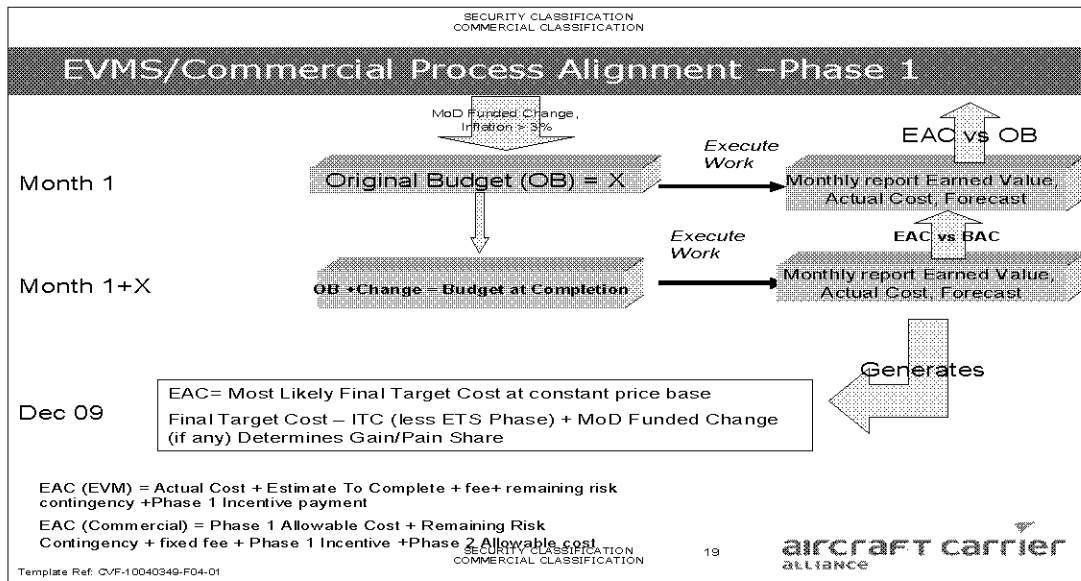 SECURITY CLASSIFICATION
COMMERCIAL CLASSIFICATION
EVMS/Commercial Process Alignment –Phase 1
MoD Funded Change,
Inflation > 3%
EAC vs OB
Execute
Work
Month 1
Original Budget (OB) = X
Monthly report Earned Value,
Actual Cost, Forecast
EAC vs BAC
Execute
Work
Month 1+X
OB +Change = Budget at Completion
Monthly report Earned Value,
Actual Cost, Forecast
Generates
Dec 09
EAC= Most Likely Final Target Cost at constant price base
Final Target Cost – ITC (less ETS Phase) + MoD Funded Change
(if any) Determines Gain/Pain Share
EAC (EVM) = Actual Cost + Estimate To Complete + fee+ remaining risk
contingency +Phase 1 Incentive payment
EAC (Commercial) = Phase 1 Allowable Cost + Remaining Risk
Contingency + fixed fee + Phase 1 Incentive +Phase 2 Allowable cost
SECURITY CLASSIFICATION
COMMERCIAL CLASSIFICATION
19
aircraft carrier
alliance
Template Ref: CVF-10040349-F04-01